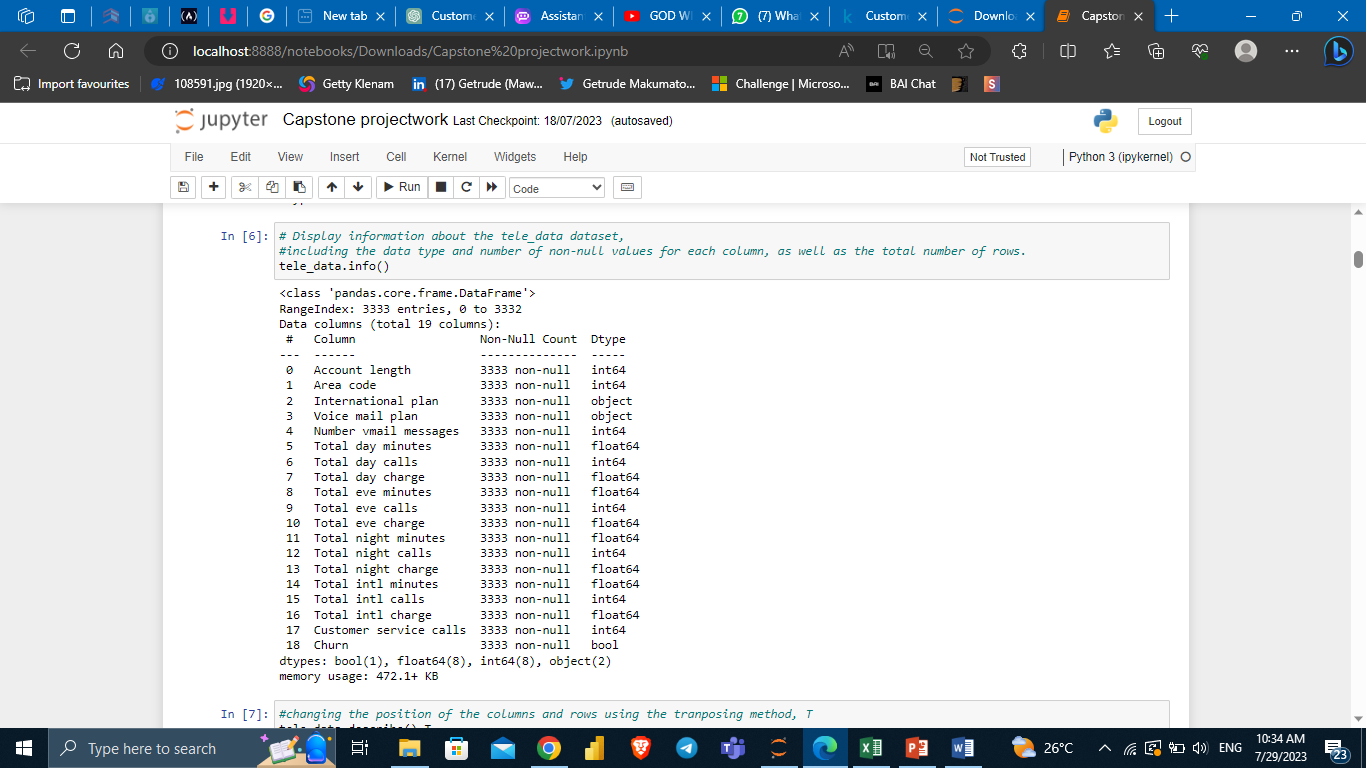 New tab
Custome
Assistan
GOD WI
(7) Wha
Custome
Downlo
Capston
localhost:8888/notebooks/Downloads/Capstone%20projectwork.ipynb
Import favourites
108591.jpg (1920×...
Getty Klenam
(17) Getrude (Maw...
Getrude Makumato...
Challenge | Microso...
BAI Chat
jupyter
Capstone projectwork Last Checkpoint: 18/07/2023 (autosaved)
Logout
File Edit View Insert Cell Kernel Widgets Help
Not Trusted
Python 3 (ipykernel)
Run
Code
In [6]: # Display information about the tele_data dataset,
#including the data type and number of non-null values for each column, as well as the total number of rows.
tele_data.info()
<class 'pandas.core.frame.DataFrame'>
RangeIndex: 3333 entries, 0 to 3332
Data columns (total 19 columns):
# Column Non-Null Count Dtype
--- ------ -------------- -----
0 Account length 3333 non-null int64
1 Area code 3333 non-null int64
2 International plan 3333 non-null object
3 Voice mail plan 3333 non-null object
4 Number vmail messages 3333 non-null int64
5 Total day minutes 3333 non-null float64
6 Total day calls 3333 non-null int64
7 Total day charge 3333 non-null float64
8 Total eve minutes 3333 non-null float64
9 Total eve calls 3333 non-null int64
10 Total eve charge 3333 non-null float64
11 Total night minutes 3333 non-null float64
12 Total night calls 3333 non-null int64
13 Total night charge 3333 non-null float64
14 Total intl minutes 3333 non-null float64
15 Total intl calls 3333 non-null int64
16 Total intl charge 3333 non-null float64
17 Customer service calls 3333 non-null int64
18 Churn 3333 non-null bool
dtypes: bool(1), float64(8), int64(8), object(2)
memory usage: 472.1+ KB
In [7]: #changing the position of the columns and rows using the tranposing method, T
Type here to search
26°C
ENG
10:34 AM
7/29/2023
23